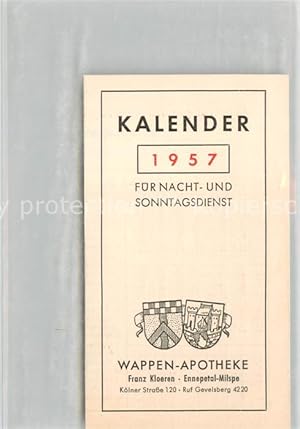 KALENDER
1957
FÜR NACHT- UND
SONNTAGSDIENST
WAPPEN-APOTHEKE
Franz Kloeren - Ennepetal-Milspe
Kölner Straße 120 - Ruf Gevelsberg 4220